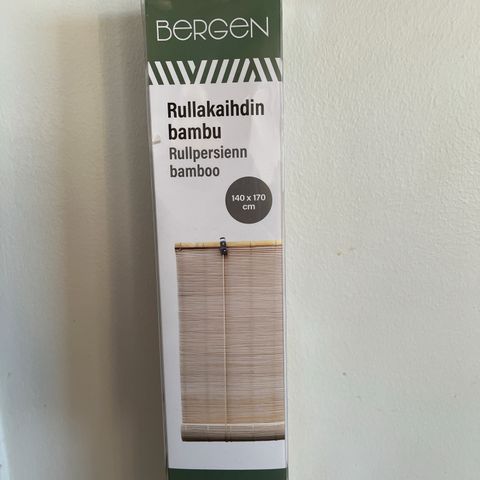 BERGEN
Rullakaihdin
bambu
Rullpersienn
bamboo
140 x 170
cm